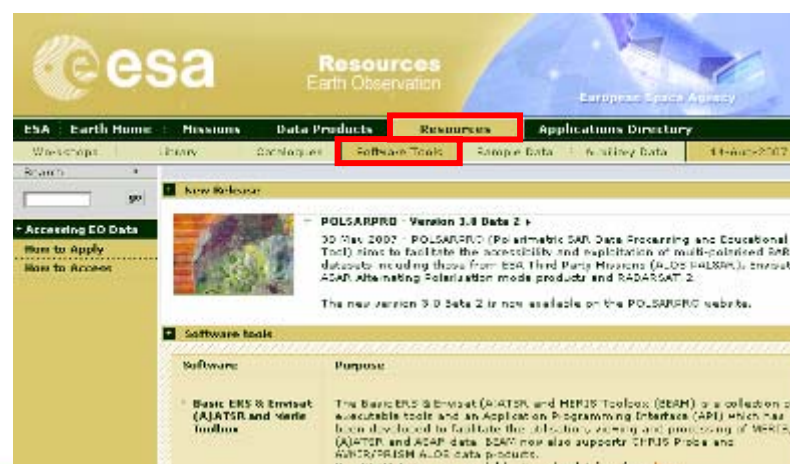 esa
Resources
Earth Observation
European Space Agency
ESA Earth Home Missions Data Products Resources Applications Directory
Workshops Library Catalogues Software Tools Sample Data Auxiliary Data 14-Aug-2007
Search
go
New Release
Accessing EO Data
How to Apply
How to Access
POLSARPRO - Version 3.0 Beta 2
30 May 2007 - POLSARPRO (Polarimetric SAR Data Processing and Educational
Tool) aims to facilitate the accessibility and exploitation of multi-polarised SAR
datasets including those from ESA Third Party Missions (ALOS PALSAR), Envisat
ASAR Alternating Polarisation mode products and RADARSAT 2.
The new version 3.0 Beta 2 is now available on the POLSARPRO website.
Software tools
Software Purpose
Basic ERS & Envisat
(A)ATSR and Meris
Toolbox
The Basic ERS & Envisat (A)ATSR and MERIS Toolbox (BEAM) is a collection of
executable tools and an Application Programming Interface (API) which has
been developed to facilitate the utilisation, viewing and processing of MERIS,
(A)ATSR and ASAR data. BEAM now also supports CHRIS Proba and
AVNIR/PRISM ALOS data products.